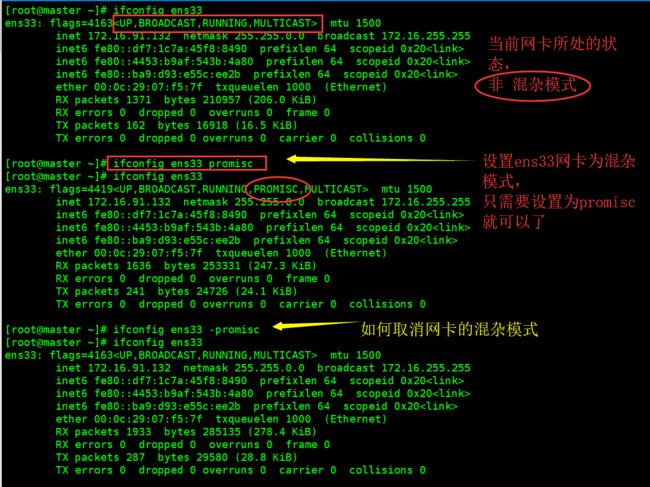 [root@master ~]# ifconfig ens33
ens33: flags=4163<UP,BROADCAST,RUNNING,MULTICAST>  mtu 1500
inet 172.16.91.132  netmask 255.255.0.0  broadcast 172.16.255.255
inet6 fe80::df7:1c7a:45f8:8490  prefixlen 64  scopeid 0x20<link>
inet6 fe80::4453:b9af:543b:4a80  prefixlen 64  scopeid 0x20<link>
inet6 fe80::ba9:d93:e55c:ee2b  prefixlen 64  scopeid 0x20<link>
ether 00:0c:29:07:f5:7f  txqueuelen 1000  (Ethernet)
RX packets 1371  bytes 210957 (206.0 KiB)
RX errors 0  dropped 0  overruns 0  frame 0
TX packets 162  bytes 16918 (16.5 KiB)
TX errors 0  dropped 0 overruns 0  carrier 0  collisions 0
当前网卡所处的状
态，
非 混杂模式
[root@master ~]# ifconfig ens33 promisc
[root@master ~]# ifconfig ens33
ens33: flags=4419<UP,BROADCAST,RUNNING,PROMISC,MULTICAST>  mtu 1500
inet 172.16.91.132  netmask 255.255.0.0  broadcast 172.16.255.255
inet6 fe80::df7:1c7a:45f8:8490  prefixlen 64  scopeid 0x20<link>
inet6 fe80::4453:b9af:543b:4a80  prefixlen 64  scopeid 0x20<link>
inet6 fe80::ba9:d93:e55c:ee2b  prefixlen 64  scopeid 0x20<link>
ether 00:0c:29:07:f5:7f  txqueuelen 1000  (Ethernet)
RX packets 1636  bytes 253331 (247.3 KiB)
RX errors 0  dropped 0  overruns 0  frame 0
TX packets 241  bytes 24726 (24.1 KiB)
TX errors 0  dropped 0 overruns 0  carrier 0  collisions 0
设置ens33网卡为混杂
模式，
只需要设置为promisc
就可以了
[root@master ~]# ifconfig ens33 -promisc
如何取消网卡的混杂模式
[root@master ~]# ifconfig ens33
ens33: flags=4163<UP,BROADCAST,RUNNING,MULTICAST>  mtu 1500
inet 172.16.91.132  netmask 255.255.0.0  broadcast 172.16.255.255
inet6 fe80::df7:1c7a:45f8:8490  prefixlen 64  scopeid 0x20<link>
inet6 fe80::4453:b9af:543b:4a80  prefixlen 64  scopeid 0x20<link>
inet6 fe80::ba9:d93:e55c:ee2b  prefixlen 64  scopeid 0x20<link>
ether 00:0c:29:07:f5:7f  txqueuelen 1000  (Ethernet)
RX packets 1933  bytes 285135 (278.4 KiB)
RX errors 0  dropped 0  overruns 0  frame 0
TX packets 287  bytes 29580 (28.8 KiB)
TX errors 0  dropped 0 overruns 0  carrier 0  collisions 0